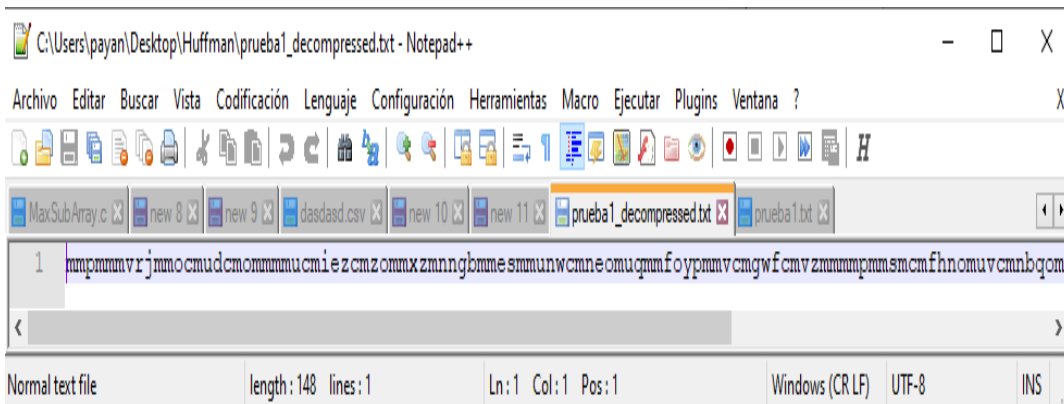 C:\Users\payan\Desktop\Huffman\prueba1_decompressed.txt - Notepad++
Archivo Editar Buscar Vista Codificación Lenguaje Configuración Herramientas Macro Ejecutar Plugins Ventana ? X
MaxSubArray.c new 8 new 9 dasdasd.csv new 10 new 11 prueba1_decompressed.txt prueba1.txt
1 mmpmmmvrjmmocmudcmommmmucmiezcmzommxzmnngbmmesmmunwcmneomuqmmfoypmmvcmgwfcmvzmmmmpmmsmcmfhnomuvcmnbqom
Normal text file length : 148 lines : 1 Ln : 1 Col : 1 Pos : 1 Windows (CR LF) UTF-8 INS